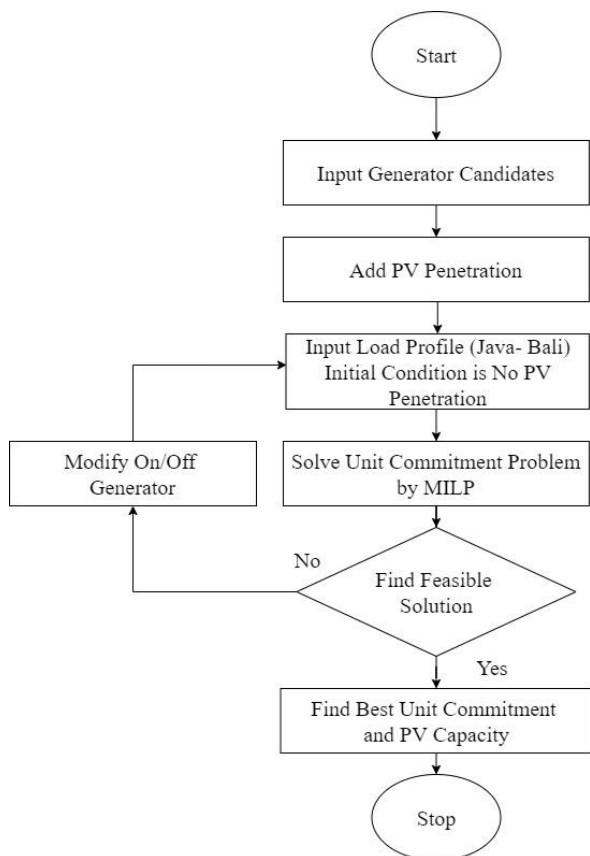 Start
Input Generator Candidates
Add PV Penetration
Input Load Profile (Java- Bali)
Initial Condition is No PV
Penetration
Modify On/Off
Generator
Solve Unit Commitment Problem
by MILP
No
Find Feasible
Solution
Yes
Find Best Unit Commitment
and PV Capacity
Stop